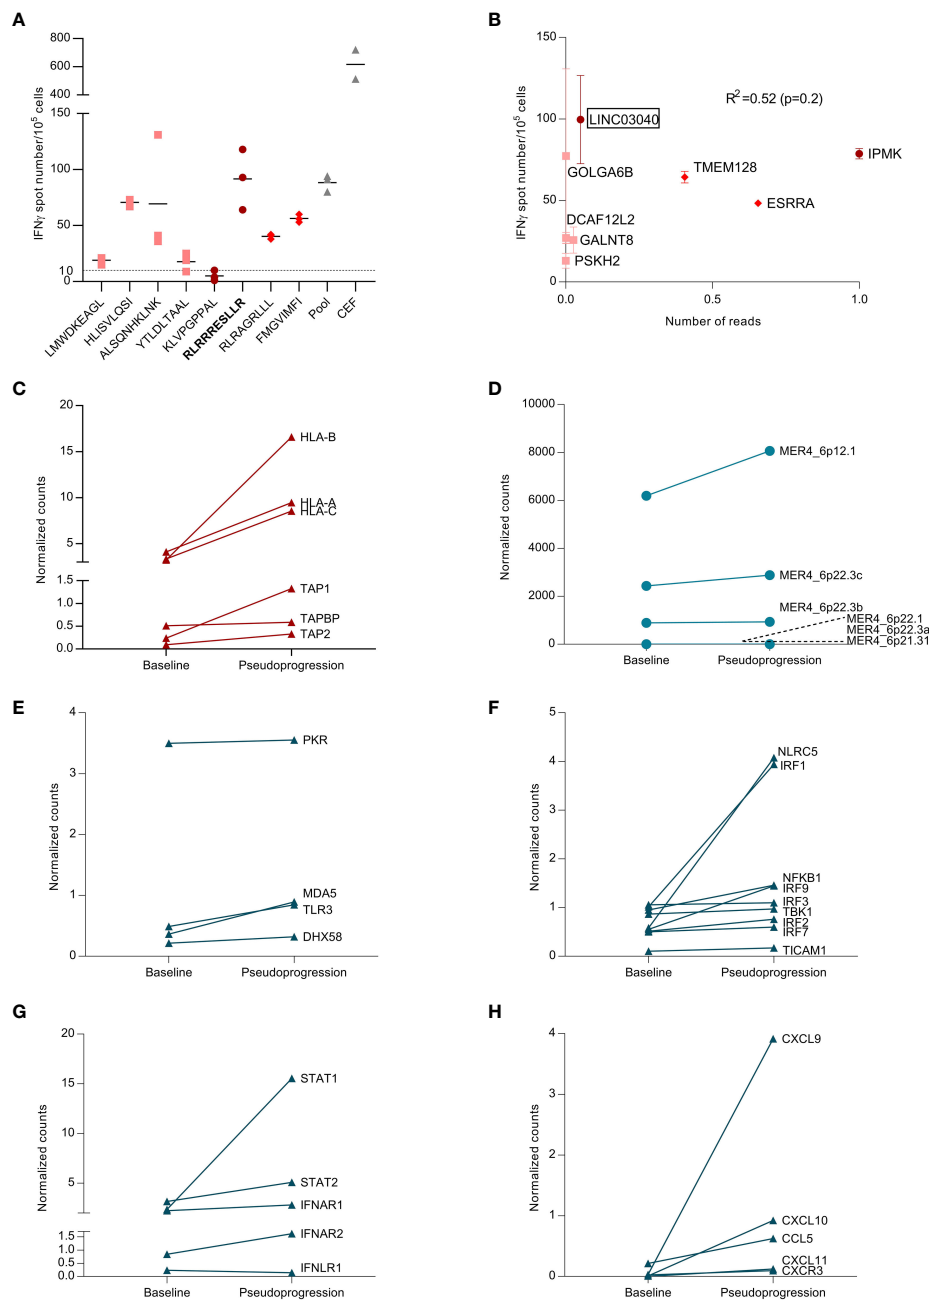 A
IFNγ spot number/10⁵ cells
800
600
400
150
100
50
10
0
LMWDKEAGL
HLISVLQSI
ALSQNHKLNK
YTLDLTAAL
KLVPGPPAL
RLRRRESLLR
RLRAGRLLL
FMGVIMFI
Pool
CEF
B
IFNγ spot number/10⁵ cells
150
100
50
0
R²=0.52 (p=0.2)
LINC03040
IPMK
TMEM128
GOLGA6B
ESRRA
DCAF12L2
GALNT8
PSKH2
0.0
0.5
1.0
Number of reads
C
Normalized counts
20
15
10
5
1.5
1.0
0.5
0.0
HLA-B
HLA-A
HLA-C
TAP1
TAPBP
TAP2
Baseline
Pseudoprogression
D
Normalized counts
10000
8000
6000
4000
2000
0
MER4_6p12.1
MER4_6p22.3c
MER4_6p22.3b
MER4_6p22.1
MER4_6p22.3a
MER4_6p21.31
Baseline
Pseudoprogression
E
Normalized counts
4
3
2
1
0
PKR
MDA5
TLR3
DHX58
Baseline
Pseudoprogression
F
Normalized counts
5
4
3
2
1
0
NLRC5
IRF1
NFKB1
IRF9
IRF3
TBK1
IRF2
IRF7
TICAM1
Baseline
Pseudoprogression
G
Normalized counts
20
15
10
5
1.5
1.0
0.5
0.0
STAT1
STAT2
IFNAR1
IFNAR2
IFNLR1
Baseline
Pseudoprogression
H
Normalized counts
4
3
2
1
0
CXCL9
CXCL10
CCL5
CXCL11
CXCR3
Baseline
Pseudoprogression